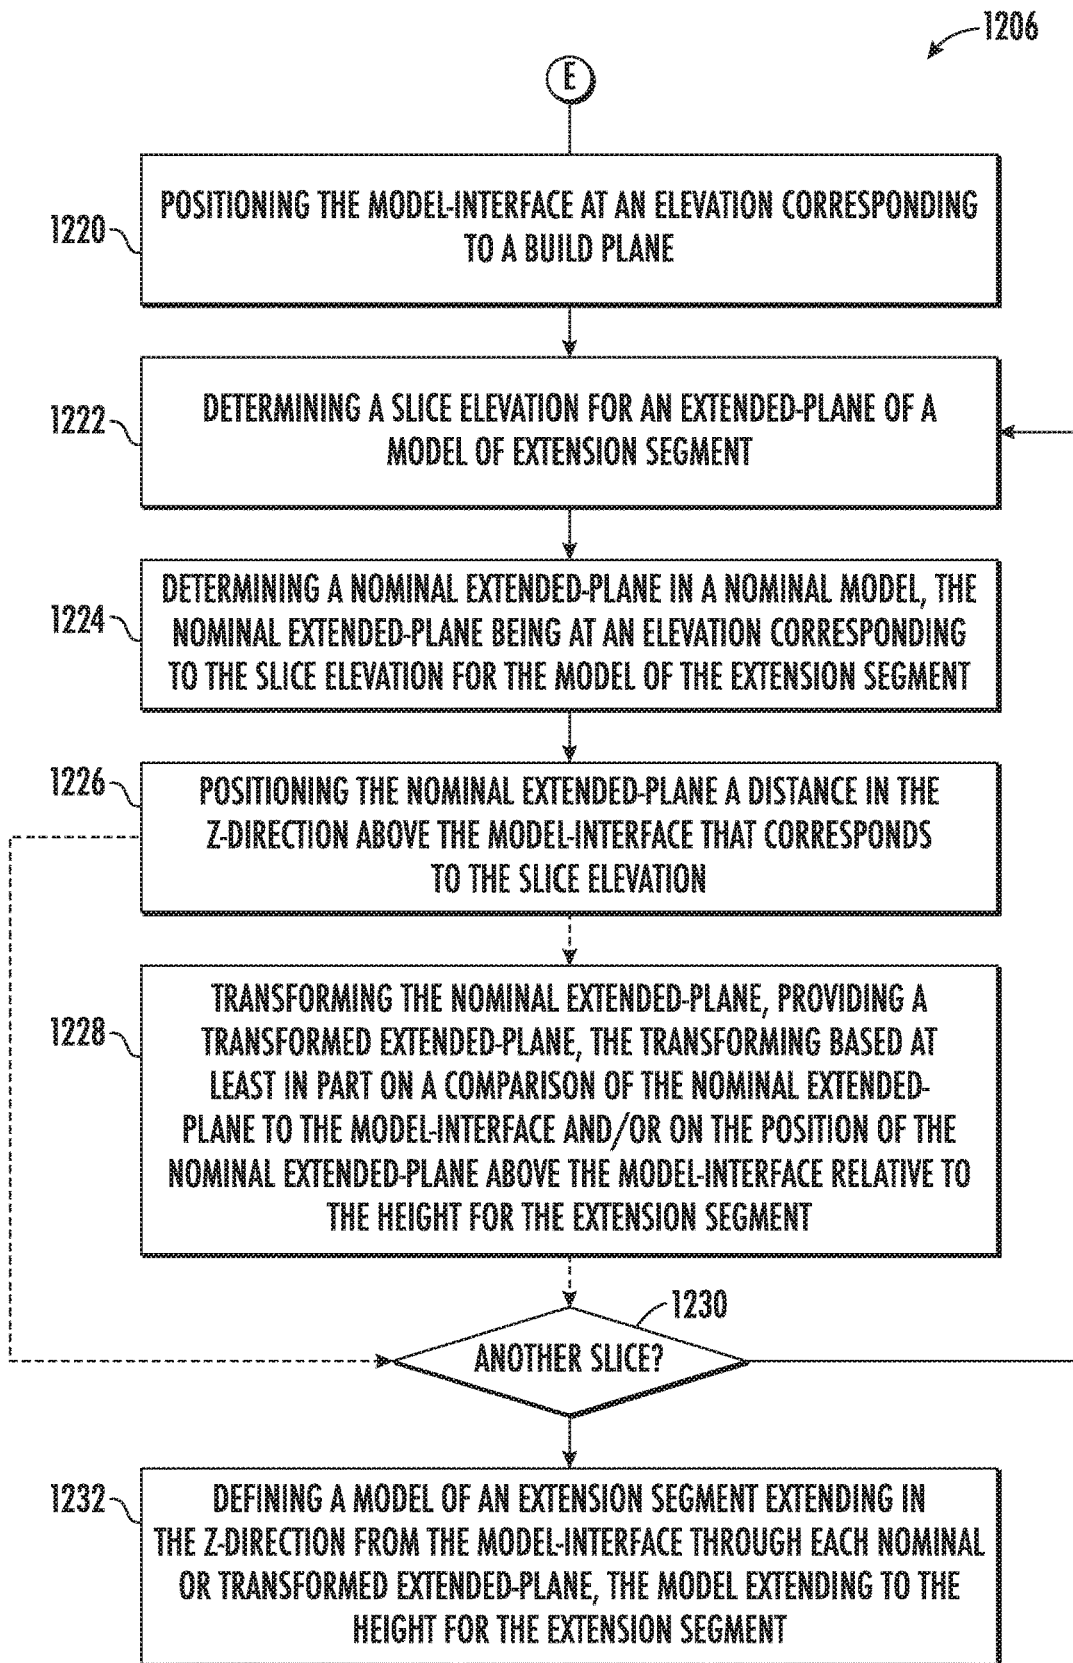 1206
E
1220
POSITIONING THE MODEL-INTERFACE AT AN ELEVATION CORRESPONDING
TO A BUILD PLANE
1222
DETERMINING A SLICE ELEVATION FOR AN EXTENDED-PLANE OF A
MODEL OF EXTENSION SEGMENT
1224
DETERMINING A NOMINAL EXTENDED-PLANE IN A NOMINAL MODEL, THE
NOMINAL EXTENDED-PLANE BEING AT AN ELEVATION CORRESPONDING
TO THE SLICE ELEVATION FOR THE MODEL OF THE EXTENSION SEGMENT
1226
POSITIONING THE NOMINAL EXTENDED-PLANE A DISTANCE IN THE
Z-DIRECTION ABOVE THE MODEL-INTERFACE THAT CORRESPONDS
TO THE SLICE ELEVATION
1228
TRANSFORMING THE NOMINAL EXTENDED-PLANE, PROVIDING A
TRANSFORMED EXTENDED-PLANE, THE TRANSFORMING BASED AT
LEAST IN PART ON A COMPARISON OF THE NOMINAL EXTENDED-
PLANE TO THE MODEL-INTERFACE AND/OR ON THE POSITION OF THE
NOMINAL EXTENDED-PLANE ABOVE THE MODEL-INTERFACE RELATIVE TO
THE HEIGHT FOR THE EXTENSION SEGMENT
1230
ANOTHER SLICE?
1232
DEFINING A MODEL OF AN EXTENSION SEGMENT EXTENDING IN
THE Z-DIRECTION FROM THE MODEL-INTERFACE THROUGH EACH NOMINAL
OR TRANSFORMED EXTENDED-PLANE, THE MODEL EXTENDING TO THE
HEIGHT FOR THE EXTENSION SEGMENT